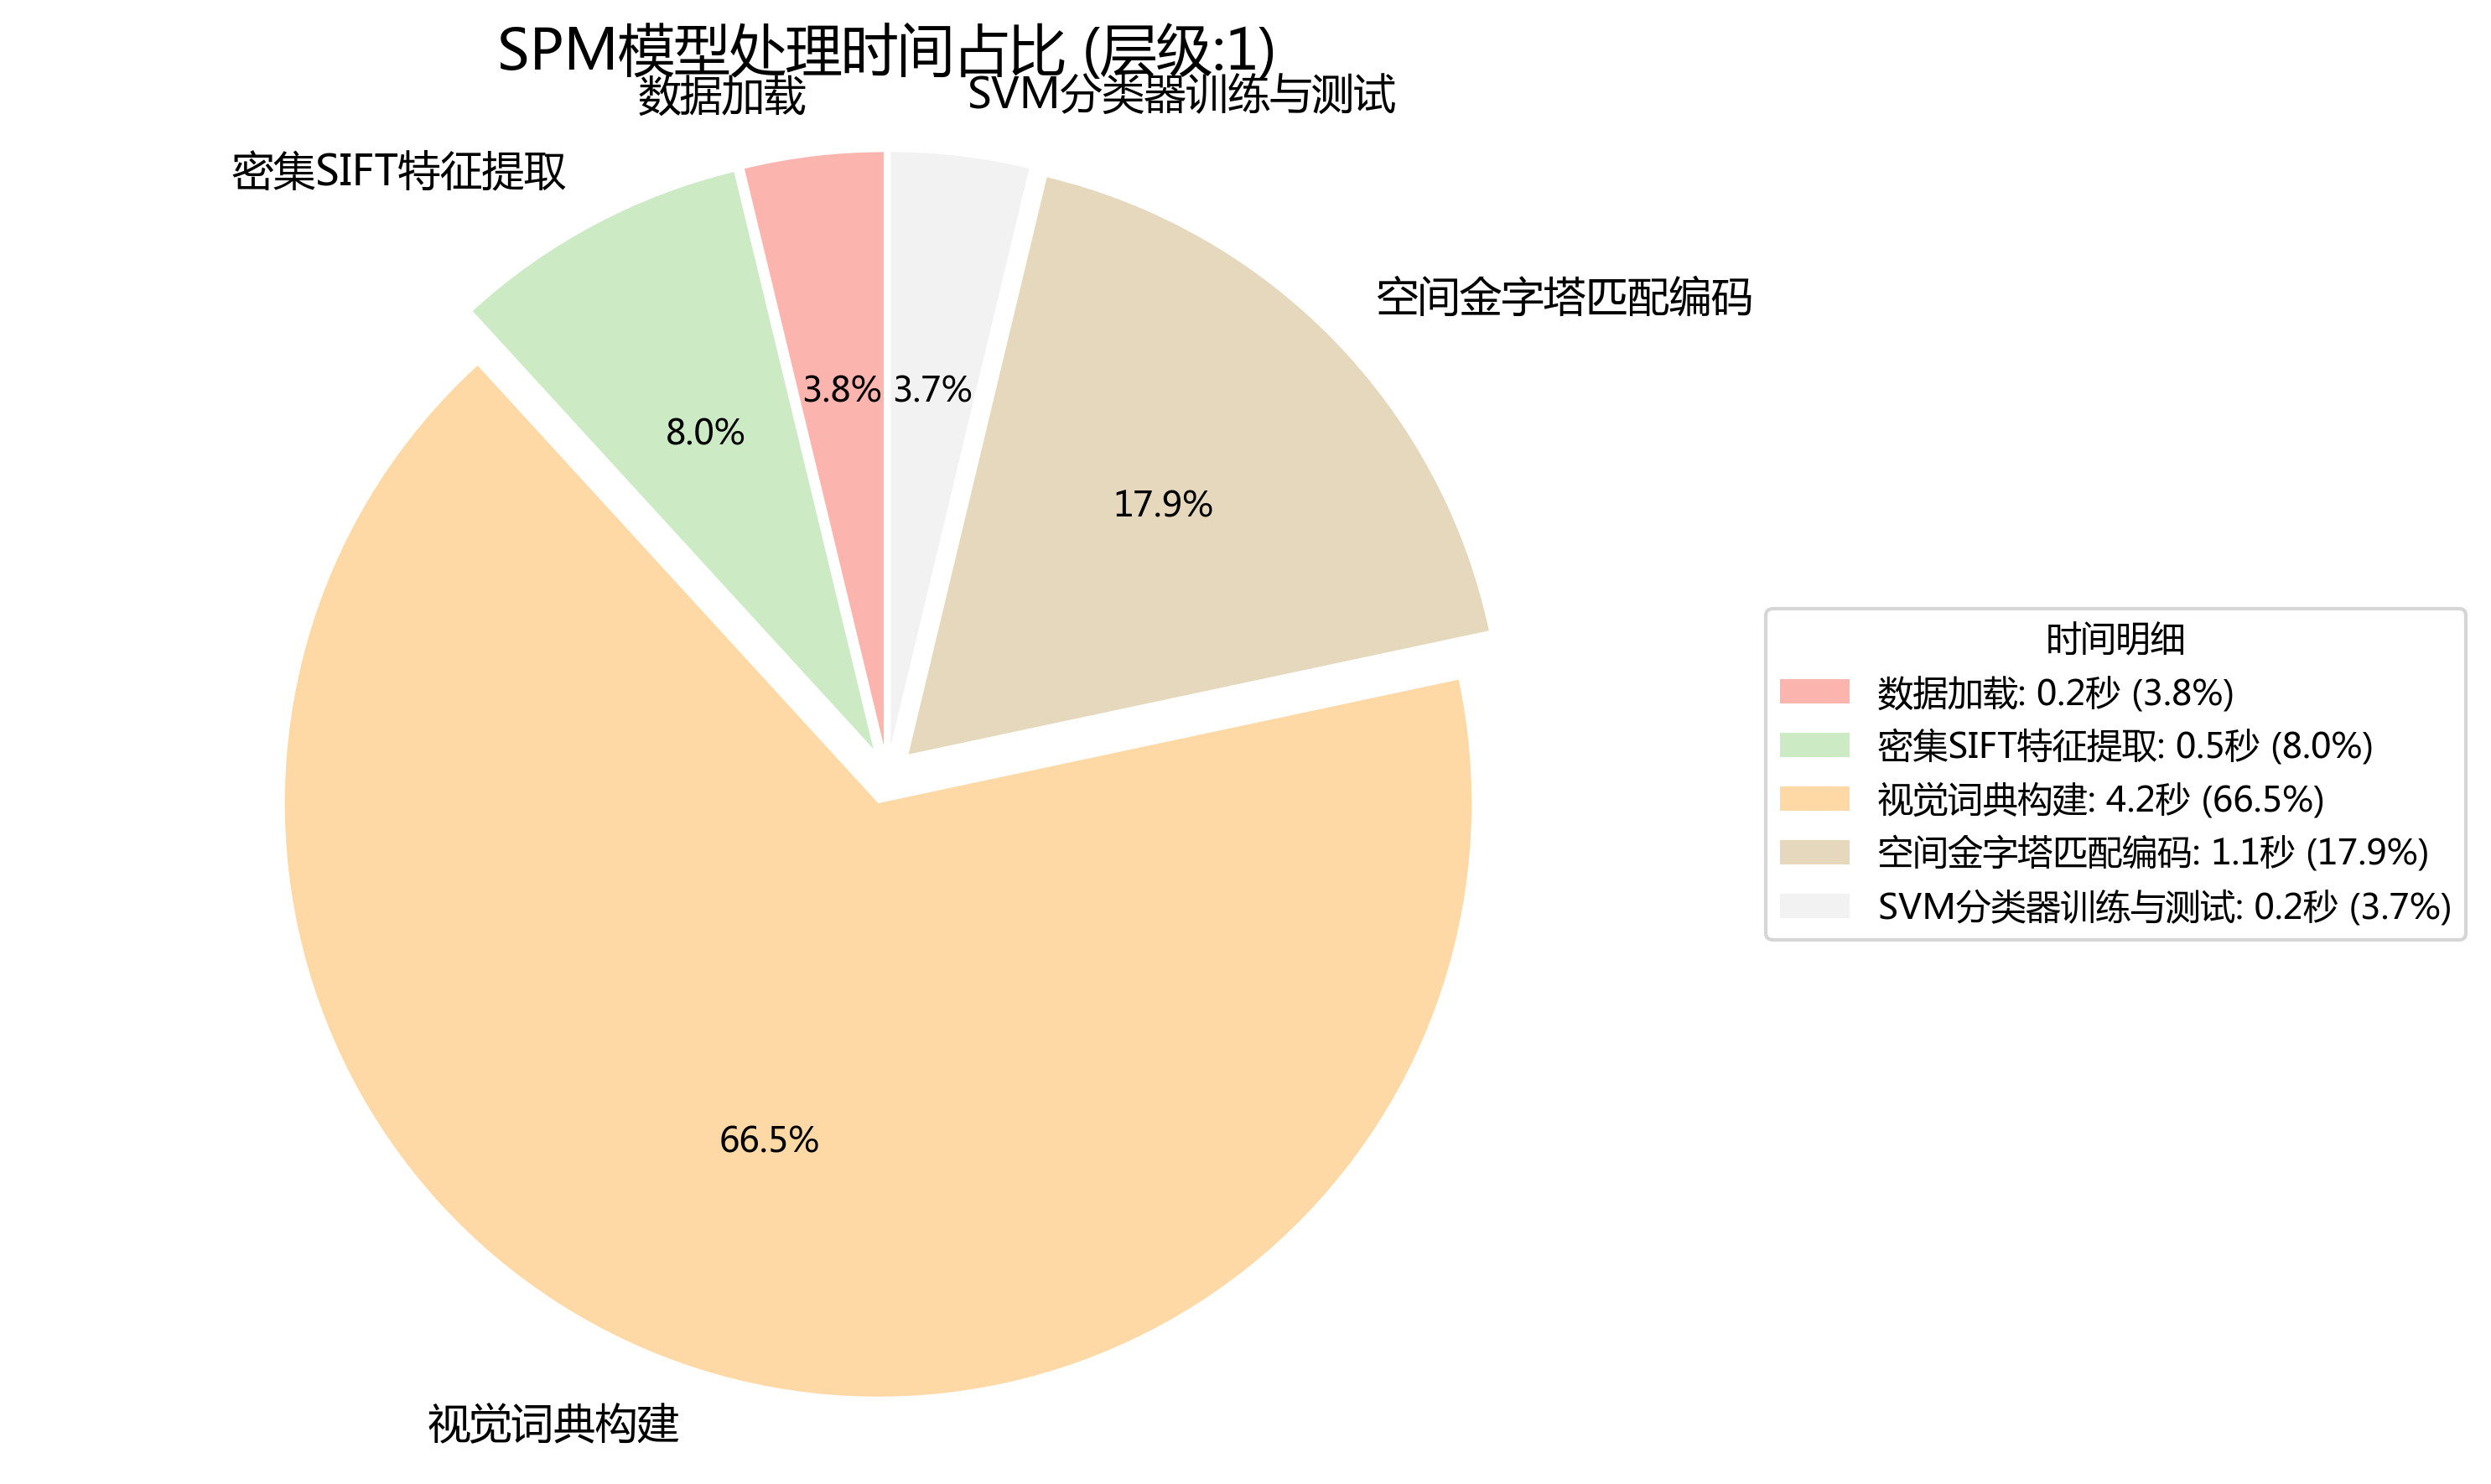 SPM模型处理时间占比 (层级:1)
数据加载
SVM分类器训练与测试
密集SIFT特征提取
空间金字塔匹配编码
3.8%
3.7%
8.0%
17.9%
66.5%
视觉词典构建
时间明细
数据加载: 0.2秒 (3.8%)
密集SIFT特征提取: 0.5秒 (8.0%)
视觉词典构建: 4.2秒 (66.5%)
空间金字塔匹配编码: 1.1秒 (17.9%)
SVM分类器训练与测试: 0.2秒 (3.7%)